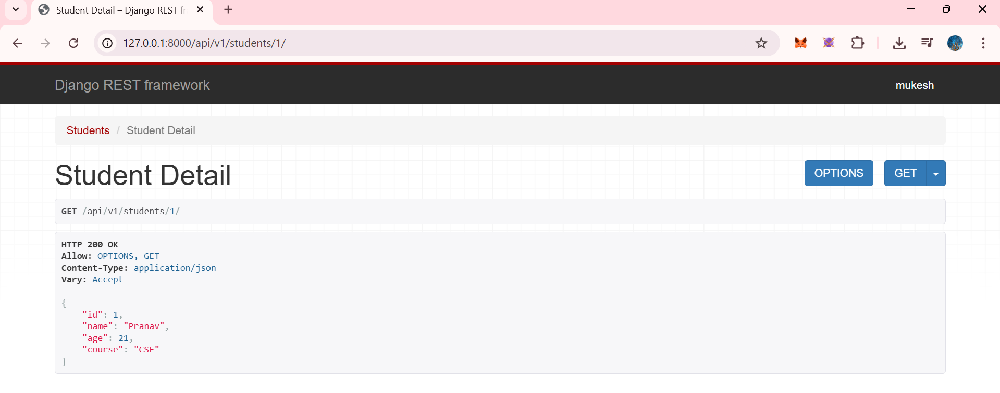 Student Detail – Django REST fr
127.0.0.1:8000/api/v1/students/1/
Django REST framework
mukesh
Students / Student Detail
Student Detail
OPTIONS
GET
GET /api/v1/students/1/
HTTP 200 OK
Allow: OPTIONS, GET
Content-Type: application/json
Vary: Accept
{
    "id": 1,
    "name": "Pranav",
    "age": 21,
    "course": "CSE"
}